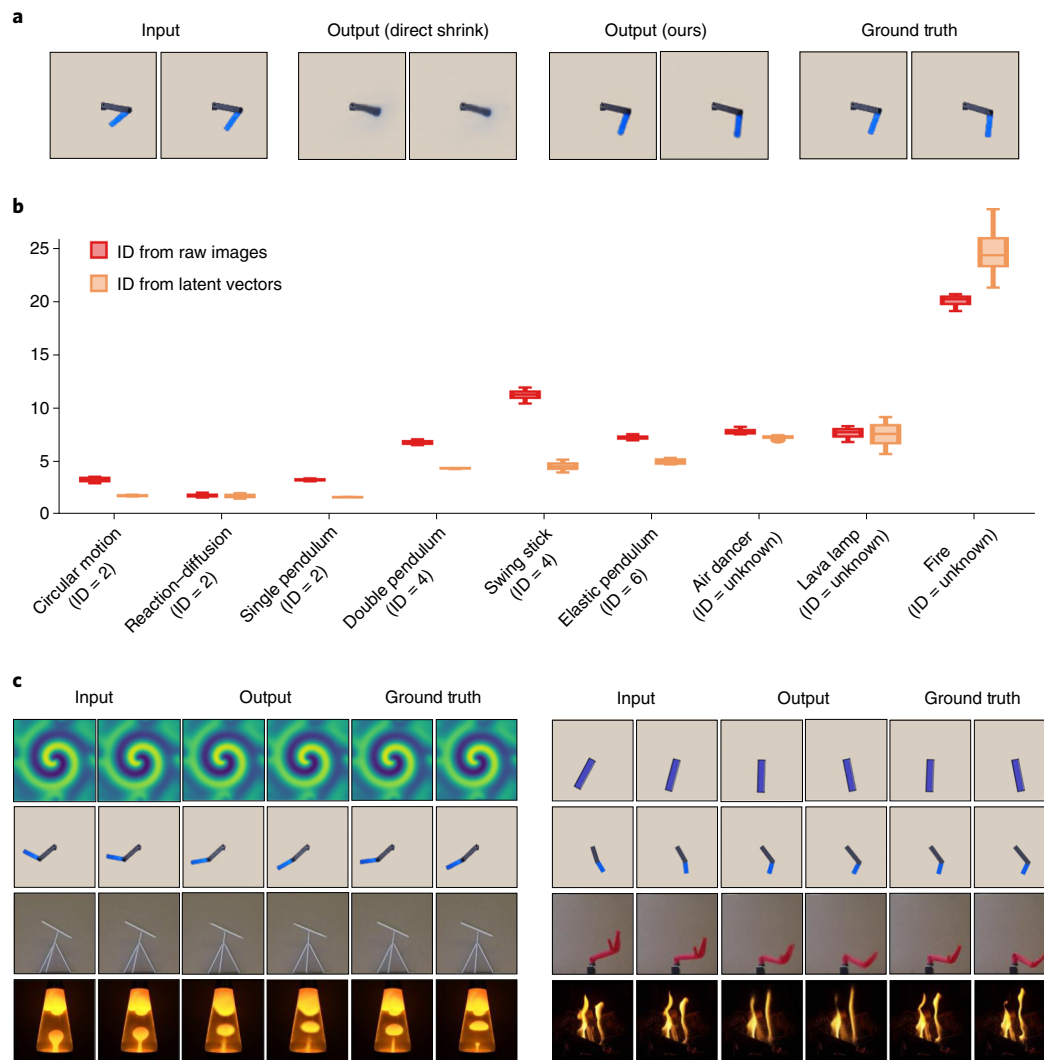 a
Input
Output (direct shrink)
Output (ours)
Ground truth
b
25
20
15
10
5
0
ID from raw images
ID from latent vectors
Circular motion
(ID = 2)
Reaction–diffusion
(ID = 2)
Single pendulum
(ID = 2)
Double pendulum
(ID = 4)
Swing stick
(ID = 4)
Elastic pendulum
(ID = 6)
Air dancer
(ID = unknown)
Lava lamp
(ID = unknown)
Fire
(ID = unknown)
c
Input
Output
Ground truth
Input
Output
Ground truth